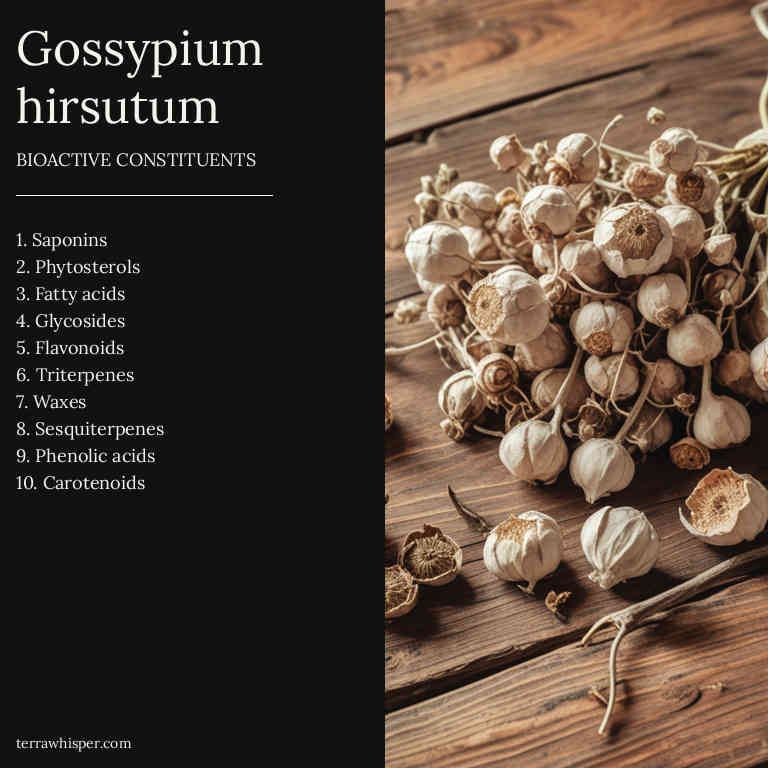 Gossypium
hirsutum
BIOACTIVE CONSTITUENTS
1. Saponins
2. Phytosterols
3. Fatty acids
4. Glycosides
5. Flavonoids
6. Triterpenes
7. Waxes
8. Sesquiterpenes
9. Phenolic acids
10. Carotenoids
terrawhisper.com